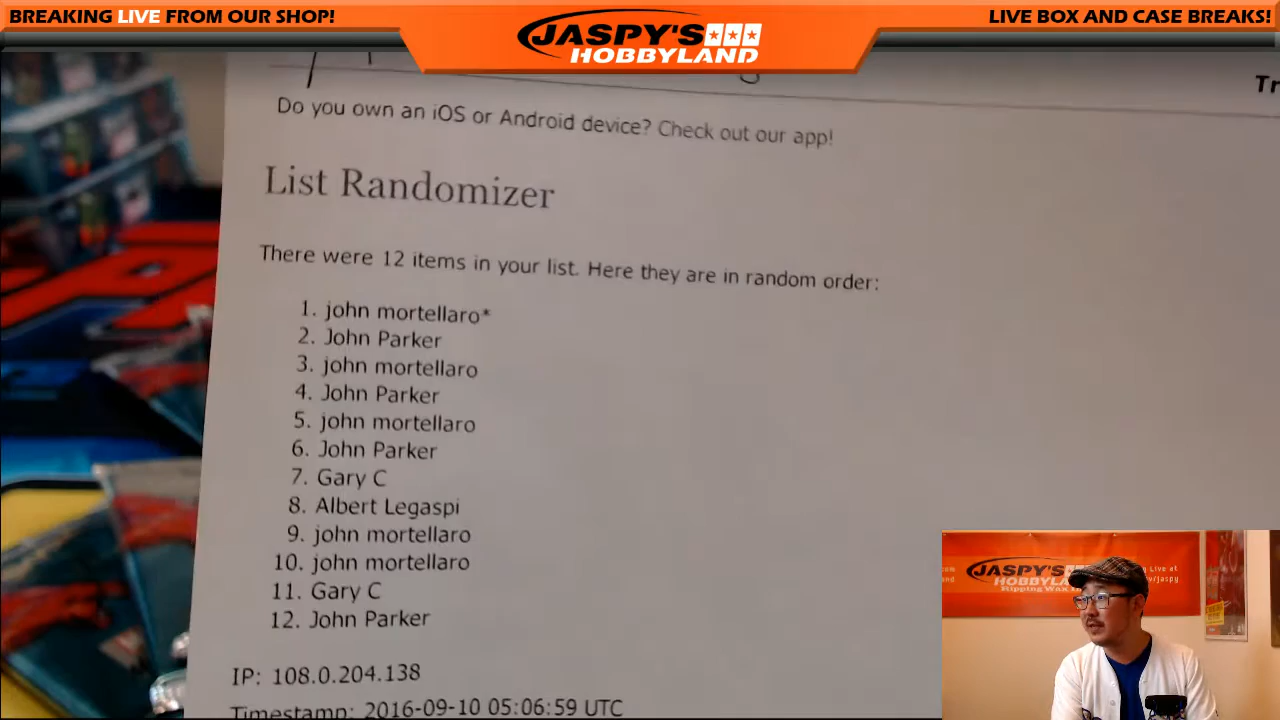 BREAKING LIVE FROM OUR SHOP!
JASPY'S
HOBBYLAND
LIVE BOX AND CASE BREAKS!
Do you own an iOS or Android device? Check out our app!
List Randomizer
There were 12 items in your list. Here they are in random order:
1. john mortellaro*
2. John Parker
3. john mortellaro
4. John Parker
5. john mortellaro
6. John Parker
7. Gary C
8. Albert Legaspi
9. john mortellaro
10. john mortellaro
11. Gary C
12. John Parker
IP: 108.0.204.138
Timestamp: 2016-09-10 05:06:59 UTC
JASPY'S
HOBBYLAND
Ripping Wax
Live at